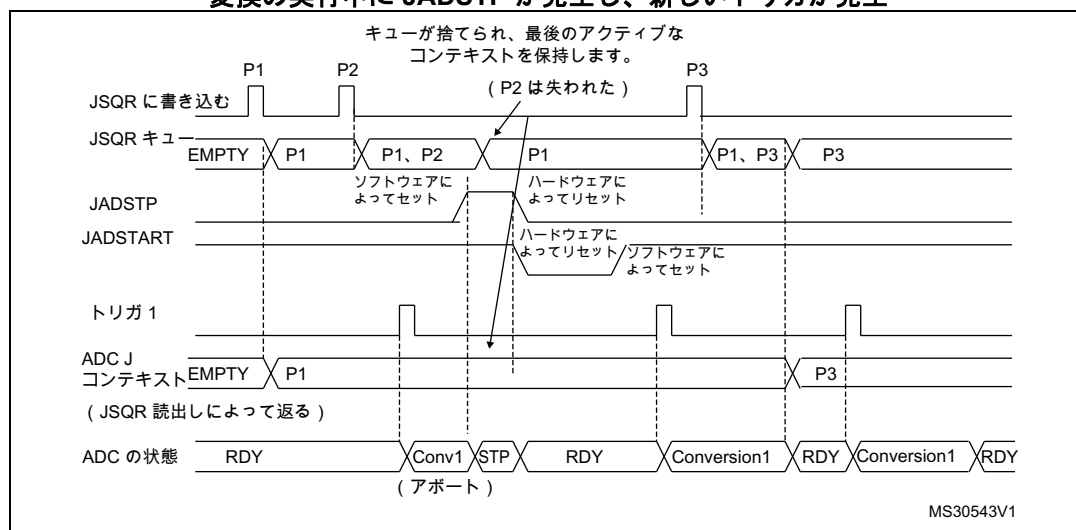 変換の実行中に JADSTP が発生し、新しいトリガが発生
キューが捨てられ、最後のアクティブな
コンテキストを保持します。
( P2 は失われた )
P1
P2
P3
JSQR に書き込む
JSQR キュー
EMPTY
P1
P1、P2
P1
P1、P3
P3
ソフトウェアに
よってセット
ハードウェアに
よってリセット
JADSTP
JADSTART
ハードウェアに
よってリセット
ソフトウェアに
よってセット
トリガ 1
ADC J
コンテキスト
EMPTY
P1
P3
( JSQR 読出しによって返る )
ADC の状態
RDY
Conv1
STP
RDY
Conversion1
RDY
Conversion1
RDY
( アボート )
MS30543V1